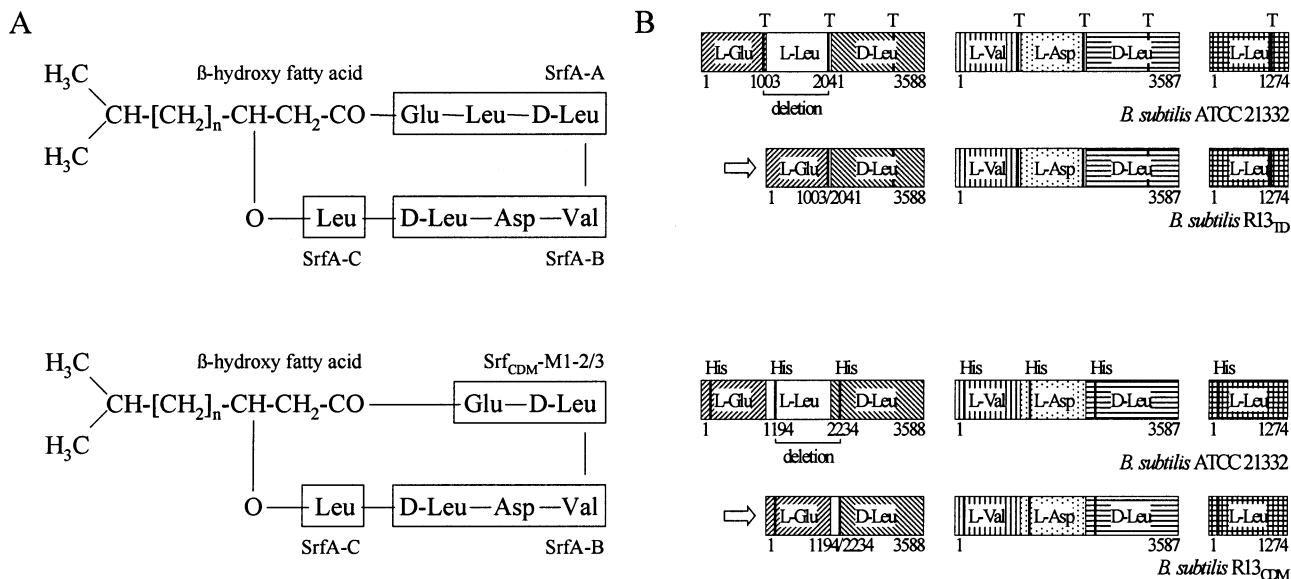 A
ß-hydroxy fatty acid
SrfA-A
H₃C
CH-[CH₂]ₙ-CH-CH₂-CO
Glu—Leu—D-Leu
H₃C
O
Leu
D-Leu—Asp—Val
SrfA-C
SrfA-B
ß-hydroxy fatty acid
Srf_CDM-M1-2/3
H₃C
CH-[CH₂]ₙ-CH-CH₂-CO
Glu—D-Leu
H₃C
O
Leu
D-Leu—Asp—Val
SrfA-C
SrfA-B
B
T T T T T T T
L-Glu L-Leu D-Leu L-Val L-Asp D-Leu L-Leu
1 1003 2041 3588 1 3587 1 1274
deletion
B. subtilis ATCC 21332
L-Glu D-Leu L-Val L-Asp D-Leu L-Leu
1 1003/2041 3588 1 3587 1 1274
B. subtilis R13_TD
His His His His His His His
L-Glu L-Leu D-Leu L-Val L-Asp D-Leu L-Leu
1 1194 2234 3588 1 3587 1 1274
deletion
B. subtilis ATCC 21332
L-Glu D-Leu L-Val L-Asp D-Leu L-Leu
1 1194/2234 3588 1 3587 1 1274
B. subtilis R13_CDM